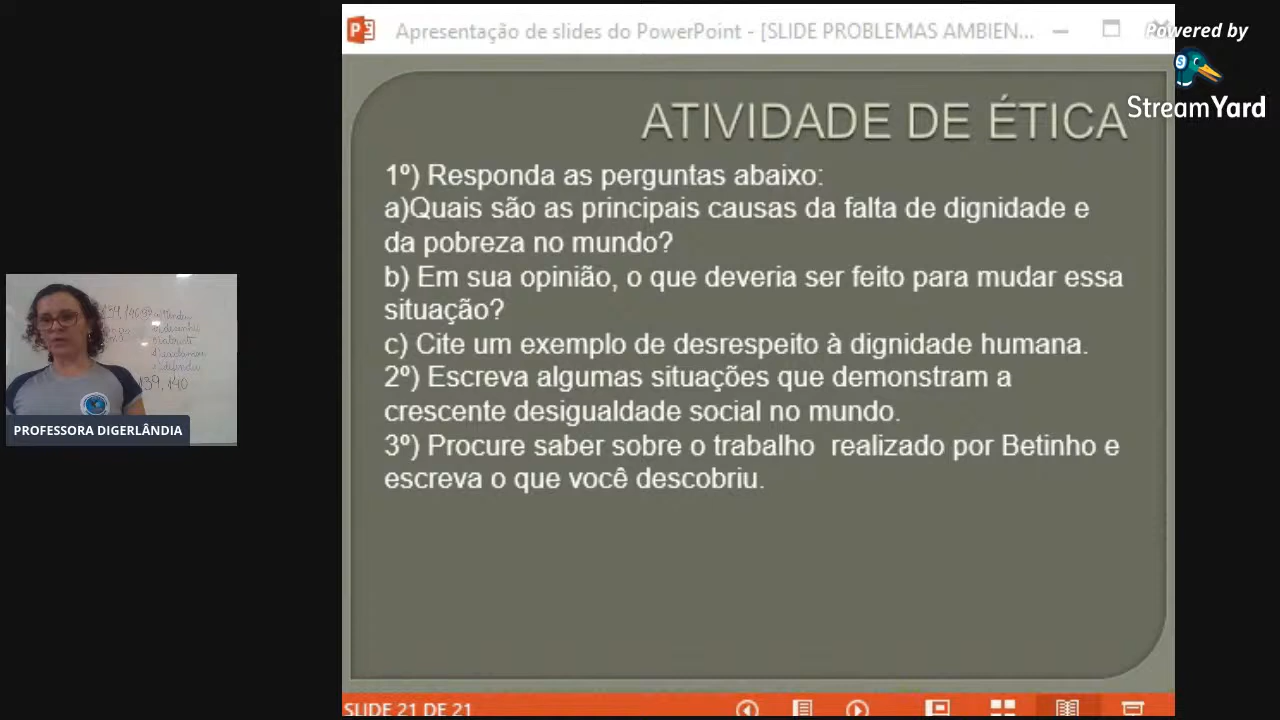 Apresentação de slides do PowerPoint - [SLIDE PROBLEMAS AMBIEN...
Powered by
StreamYard
ATIVIDADE DE ÉTICA
1º) Responda as perguntas abaixo:
a)Quais são as principais causas da falta de dignidade e
da pobreza no mundo?
b) Em sua opinião, o que deveria ser feito para mudar essa
situação?
c) Cite um exemplo de desrespeito à dignidade humana.
2º) Escreva algumas situações que demonstram a
crescente desigualdade social no mundo.
3º) Procure saber sobre o trabalho realizado por Betinho e
escreva o que você descobriu.
139, 140
PROFESSORA DIGERLÂNDIA
SLIDE 21 DE 21